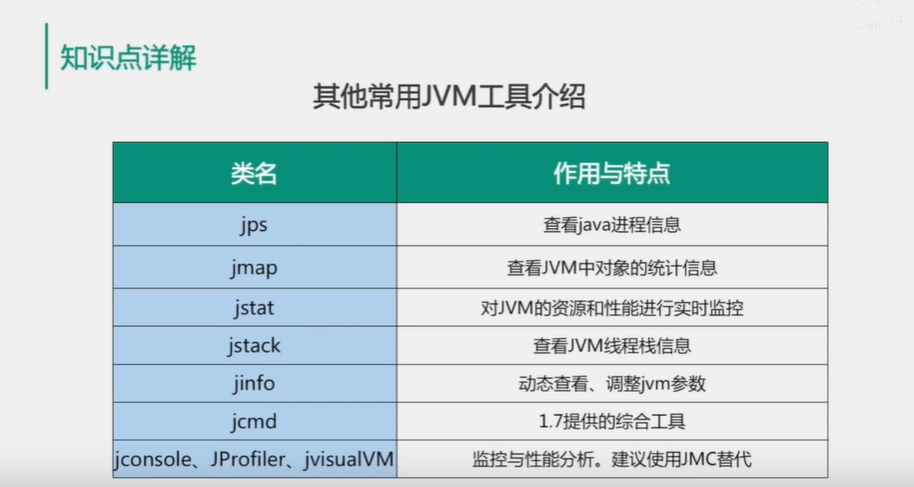 知识点详解
其他常用JVM工具介绍
类名 作用与特点
jps 查看java进程信息
jmap 查看JVM中对象的统计信息
jstat 对JVM的资源和性能进行实时监控
jstack 查看JVM线程栈信息
jinfo 动态查看、调整jvm参数
jcmd 1.7提供的综合工具
jconsole、JProfiler、jvisualVM 监控与性能分析。建议使用JMC替代